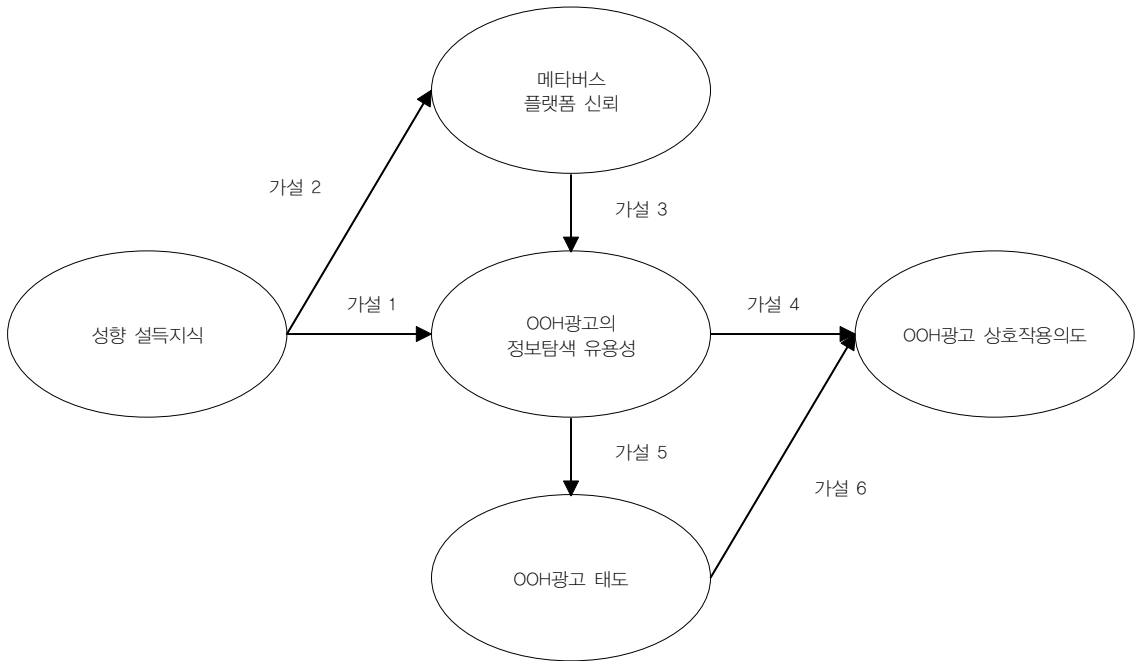 메타버스
플랫폼 신뢰
가설 2
가설 3
성향 설득지식
가설 1
OOH광고의
정보탐색 유용성
가설 4
OOH광고 상호작용의도
가설 5
가설 6
OOH광고 태도